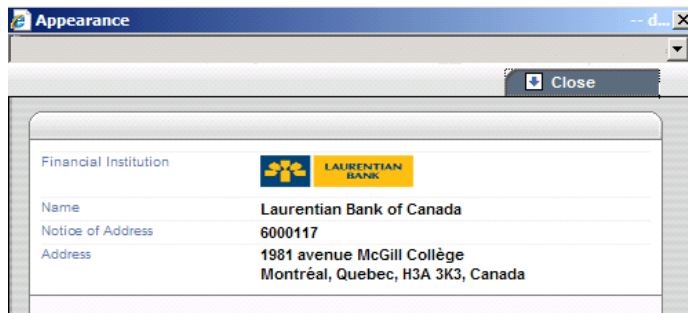 Appearance -- d...
Close
Financial Institution LAURENTIAN
BANK
Name Laurentian Bank of Canada
Notice of Address 6000117
Address 1981 avenue McGill Collège
Montréal, Quebec, H3A 3K3, Canada